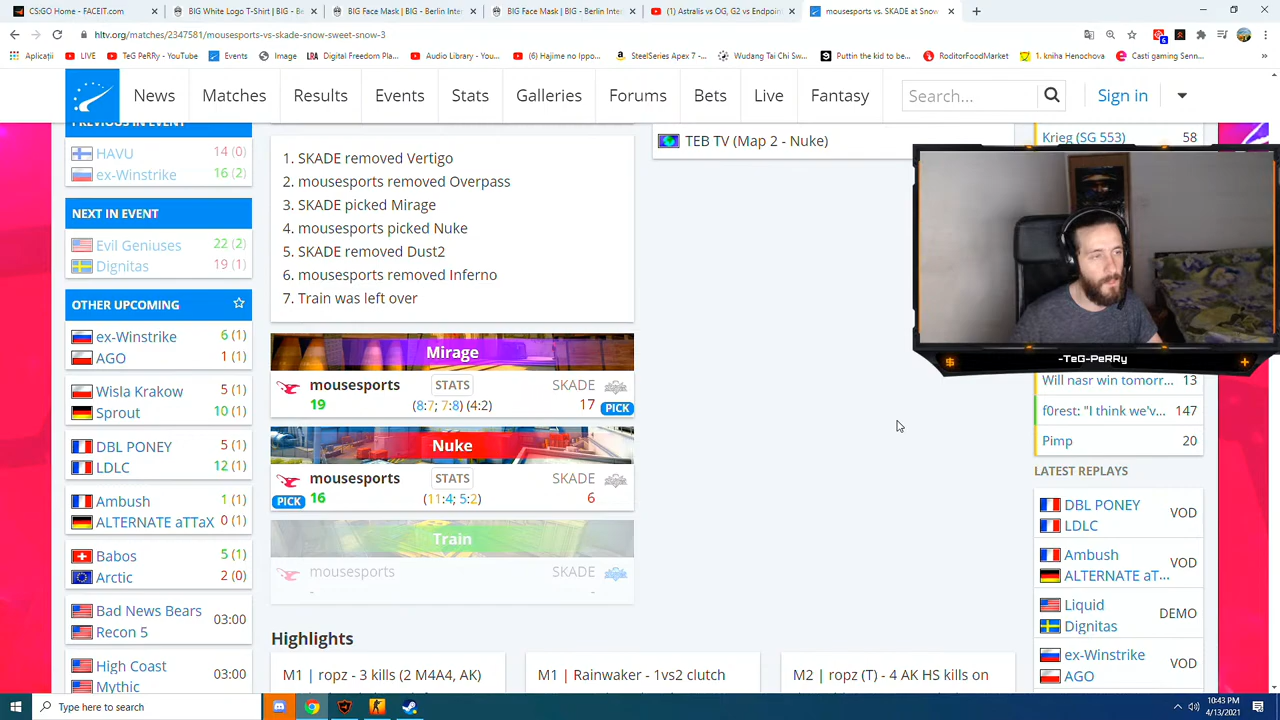 CS:GO Home - FACEIT.com
BIG White Logo T-Shirt | BIG - Be
BIG Face Mask | BIG - Berlin Inter
BIG Face Mask | BIG - Berlin Inter
(1) Astralis vs OG, G2 vs Endpoin
mousesports vs. SKADE at Snow
hltv.org/matches/2347581/mousesports-vs-skade-snow-sweet-snow-3
6
Aplicații
LIVE
TeG PeRRy - YouTube
Events
Image
LRA
Digital Freedom Pla...
Audio Library - You...
(6) Hajime no Ippo...
SteelSeries Apex 7 -...
Wudang Tai Chi Sw...
Puttin the kid to be...
RoditorFoodMarket
1. kniha Henochova
Casti gaming Senn...
News
Matches
Results
Events
Stats
Galleries
Forums
Bets
Live
Fantasy
Search...
Sign in
PREVIOUS IN EVENT
HAVU 14 (0)
ex-Winstrike 16 (2)
NEXT IN EVENT
Evil Geniuses 22 (2)
Dignitas 19 (1)
OTHER UPCOMING
ex-Winstrike 6 (1)
AGO 1 (1)
Wisla Krakow 5 (1)
Sprout 10 (1)
DBL PONEY 5 (1)
LDLC 12 (1)
Ambush 1 (1)
ALTERNATE aTTaX 0 (1)
Babos 5 (1)
Arctic 2 (0)
Bad News Bears
Recon 5
03:00
High Coast
Mythic
03:00
1. SKADE removed Vertigo
2. mousesports removed Overpass
3. SKADE picked Mirage
4. mousesports picked Nuke
5. SKADE removed Dust2
6. mousesports removed Inferno
7. Train was left over
Mirage
mousesports STATS SKADE
19 (8:7; 7:8) (4:2) 17 PICK
Nuke
mousesports STATS SKADE
PICK 16 (11:4; 5:2) 6
Train
mousesports SKADE
- -
Highlights
M1 | ropz - 3 kills (2 M4A4, AK)
M1 | Rainwaker - 1vs2 clutch
M2 | ropz (T) - 4 AK HS kills on
TEB TV (Map 2 - Nuke)
Krieg (SG 553) 58
-TeG-PeRRy
Will nasr win tomorr... 13
f0rest: "I think we'v... 147
Pimp 20
LATEST REPLAYS
DBL PONEY
LDLC
VOD
Ambush
ALTERNATE aT...
VOD
Liquid
Dignitas
DEMO
ex-Winstrike
AGO
VOD
Type here to search
10:43 PM
4/13/2021